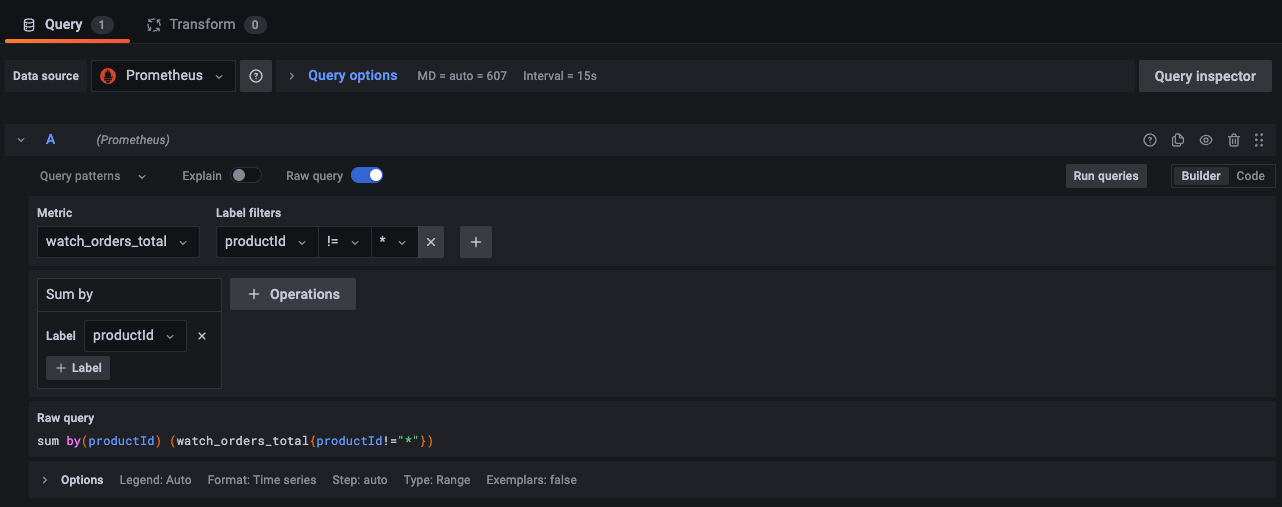 Query 1 Transform 0
Data source Prometheus Query options MD = auto = 607 Interval = 15s Query inspector
A (Prometheus)
Query patterns Explain Raw query Run queries Builder Code
Metric Label filters
watch_orders_total productId != *
Sum by + Operations
Label productId
+ Label
Raw query
sum by(productId) (watch_orders_total{productId!="*"})
Options Legend: Auto Format: Time series Step: auto Type: Range Exemplars: false